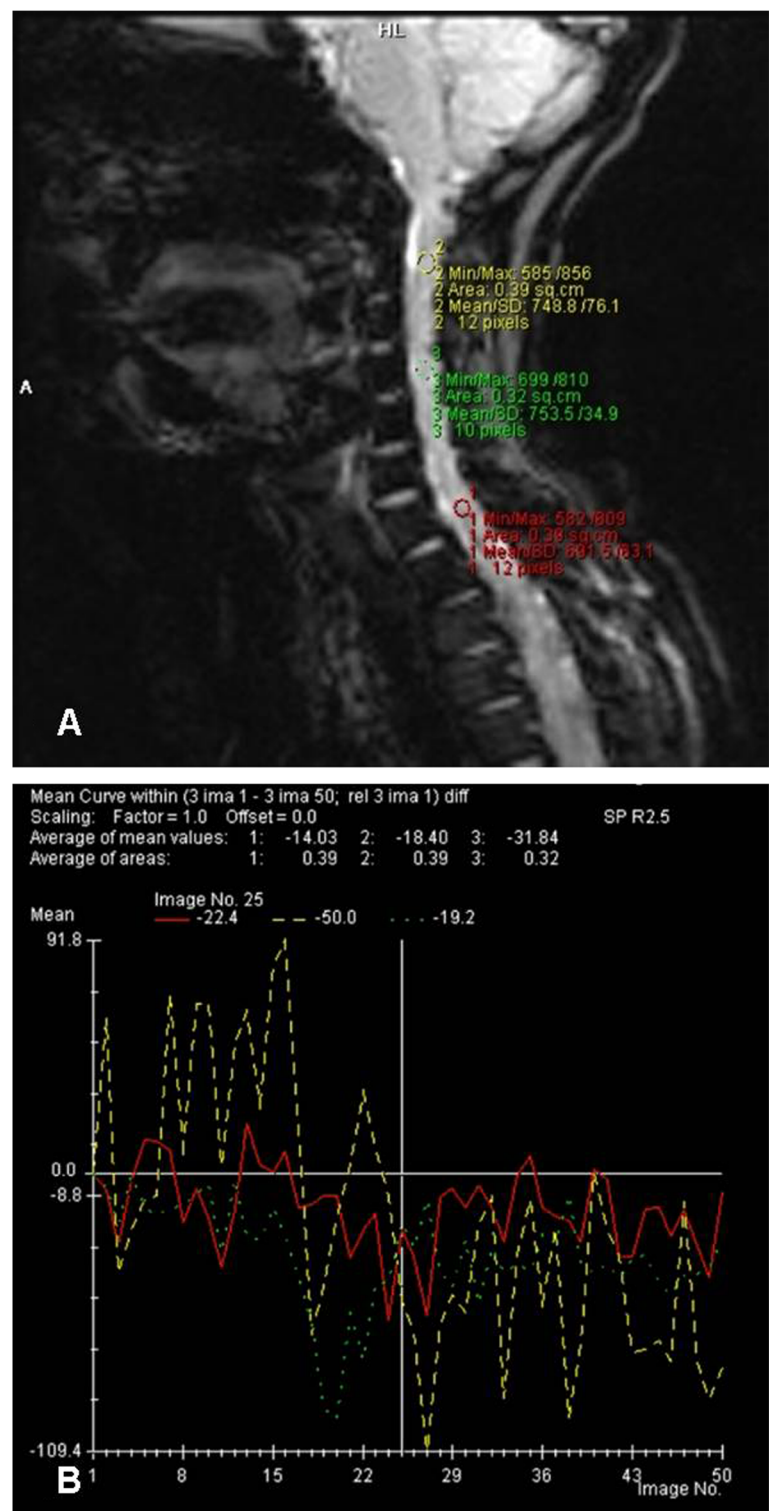 HL
2
2 Min/Max: 585 /856
2 Area: 0.39 sq.cm
2 Mean/SD: 748.8 /76.1
2 12 pixels
3
3 Min/Max: 699 /810
3 Area: 0.32 sq.cm
3 Mean/SD: 753.5 /34.9
3 10 pixels
A
1
1 Min/Max: 582 /809
1 Area: 0.39 sq.cm
1 Mean/SD: 691.5 /63.1
1 12 pixels
A
Mean Curve within (3 ima 1 - 3 ima 50; rel 3 ima 1) diff
Scaling: Factor = 1.0 Offset = 0.0 SP R2.5
Average of mean values: 1: -14.03 2: -18.40 3: -31.84
Average of areas: 1: 0.39 2: 0.39 3: 0.32
Image No. 25
Mean -22.4 -50.0 -19.2
91.8
0.0
-8.8
-109.4
1 8 15 22 29 36 43 50
Image No.
B